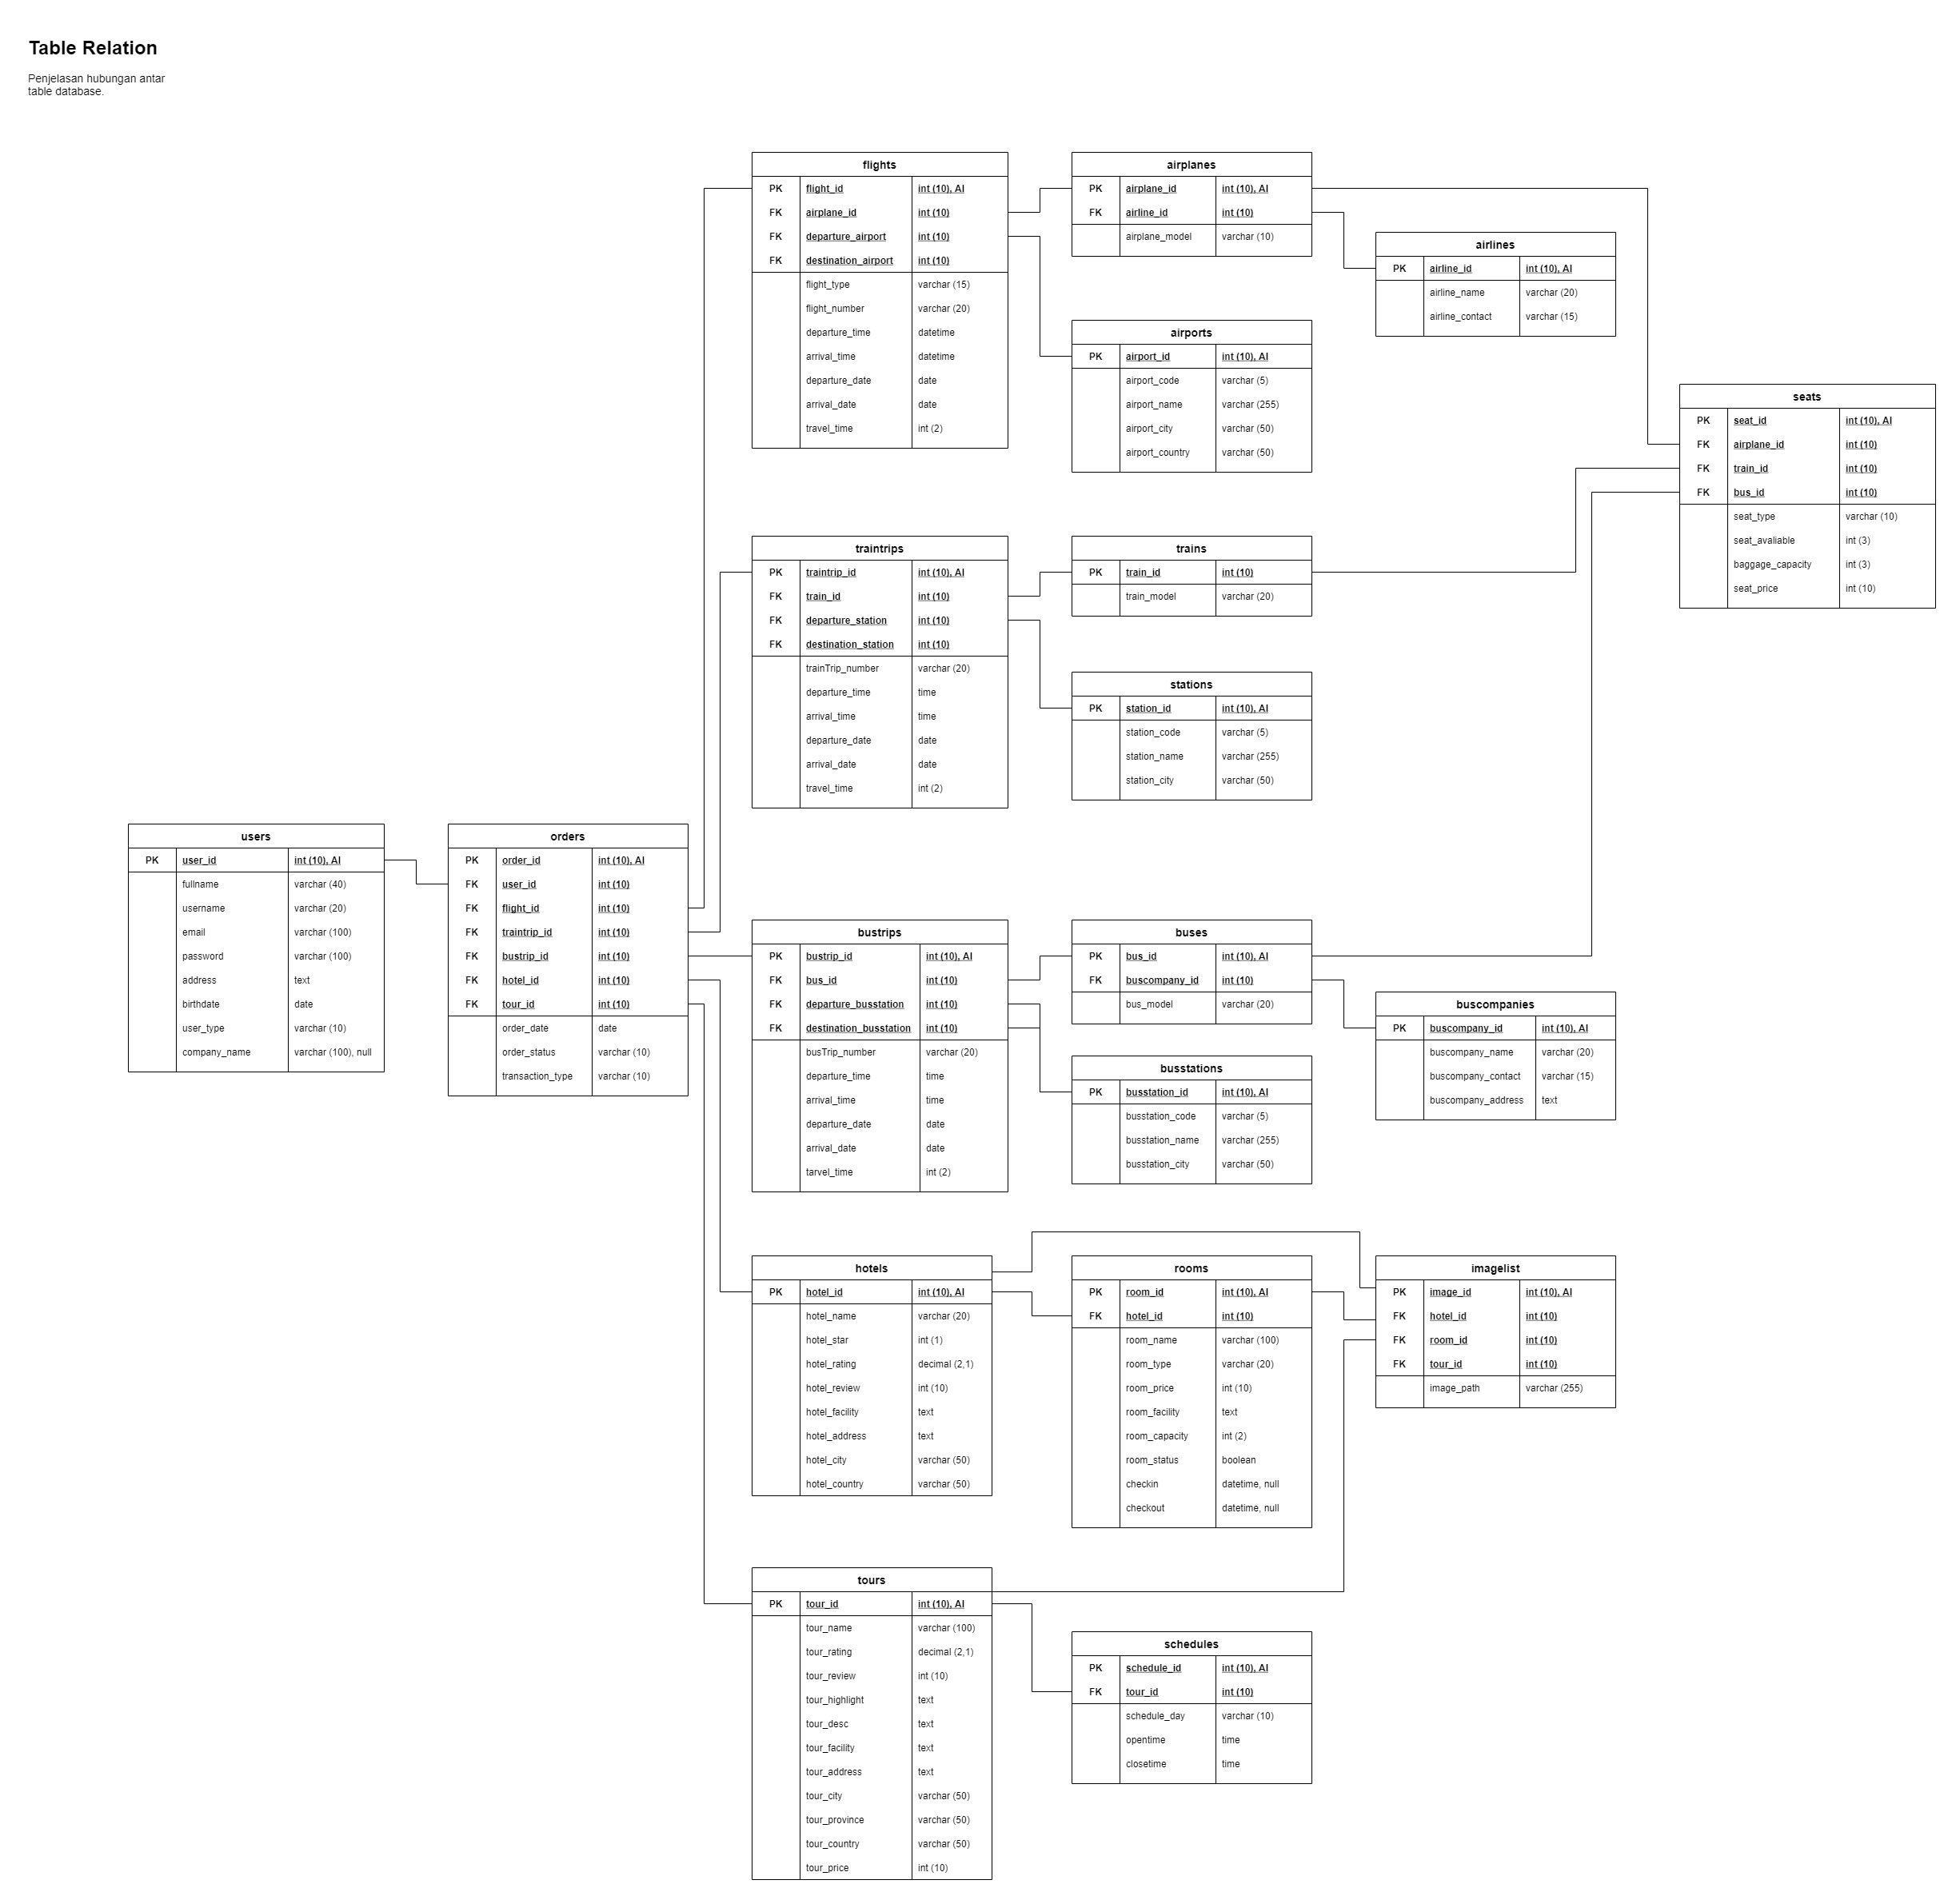 Table Relation
Penjelasan hubungan antar
table database.
flights
PK flight_id int (10), AI
FK airplane_id int (10)
FK departure_airport int (10)
FK destination_airport int (10)
flight_type varchar (15)
flight_number varchar (20)
departure_time datetime
arrival_time datetime
departure_date date
arrival_date date
travel_time int (2)
airplanes
PK airplane_id int (10), AI
FK airline_id int (10)
airplane_model varchar (10)
airlines
PK airline_id int (10), AI
airline_name varchar (20)
airline_contact varchar (15)
airports
PK airport_id int (10), AI
airport_code varchar (5)
airport_name varchar (255)
airport_city varchar (50)
airport_country varchar (50)
seats
PK seat_id int (10), AI
FK airplane_id int (10)
FK train_id int (10)
FK bus_id int (10)
seat_type varchar (10)
seat_avaliable int (3)
baggage_capacity int (3)
seat_price int (10)
traintrips
PK traintrip_id int (10), AI
FK train_id int (10)
FK departure_station int (10)
FK destination_station int (10)
trainTrip_number varchar (20)
departure_time time
arrival_time time
departure_date date
arrival_date date
travel_time int (2)
trains
PK train_id int (10)
train_model varchar (20)
stations
PK station_id int (10), AI
station_code varchar (5)
station_name varchar (255)
station_city varchar (50)
users
PK user_id int (10), AI
fullname varchar (40)
username varchar (20)
email varchar (100)
password varchar (100)
address text
birthdate date
user_type varchar (10)
company_name varchar (100), null
orders
PK order_id int (10), AI
FK user_id int (10)
FK flight_id int (10)
FK traintrip_id int (10)
FK bustrip_id int (10)
FK hotel_id int (10)
FK tour_id int (10)
order_date date
order_status varchar (10)
transaction_type varchar (10)
bustrips
PK bustrip_id int (10), AI
FK bus_id int (10)
FK departure_busstation int (10)
FK destination_busstation int (10)
busTrip_number varchar (20)
departure_time time
arrival_time time
departure_date date
arrival_date date
tarvel_time int (2)
buses
PK bus_id int (10), AI
FK buscompany_id int (10)
bus_model varchar (20)
buscompanies
PK buscompany_id int (10), AI
buscompany_name varchar (20)
buscompany_contact varchar (15)
buscompany_address text
busstations
PK busstation_id int (10), AI
busstation_code varchar (5)
busstation_name varchar (255)
busstation_city varchar (50)
hotels
PK hotel_id int (10), AI
hotel_name varchar (20)
hotel_star int (1)
hotel_rating decimal (2,1)
hotel_review int (10)
hotel_facility text
hotel_address text
hotel_city varchar (50)
hotel_country varchar (50)
rooms
PK room_id int (10), AI
FK hotel_id int (10)
room_name varchar (100)
room_type varchar (20)
room_price int (10)
room_facility text
room_capacity int (2)
room_status boolean
checkin datetime, null
checkout datetime, null
imagelist
PK image_id int (10), AI
FK hotel_id int (10)
FK room_id int (10)
FK tour_id int (10)
image_path varchar (255)
tours
PK tour_id int (10), AI
tour_name varchar (100)
tour_rating decimal (2,1)
tour_review int (10)
tour_highlight text
tour_desc text
tour_facility text
tour_address text
tour_city varchar (50)
tour_province varchar (50)
tour_country varchar (50)
tour_price int (10)
schedules
PK schedule_id int (10), AI
FK tour_id int (10)
schedule_day varchar (10)
opentime time
closetime time